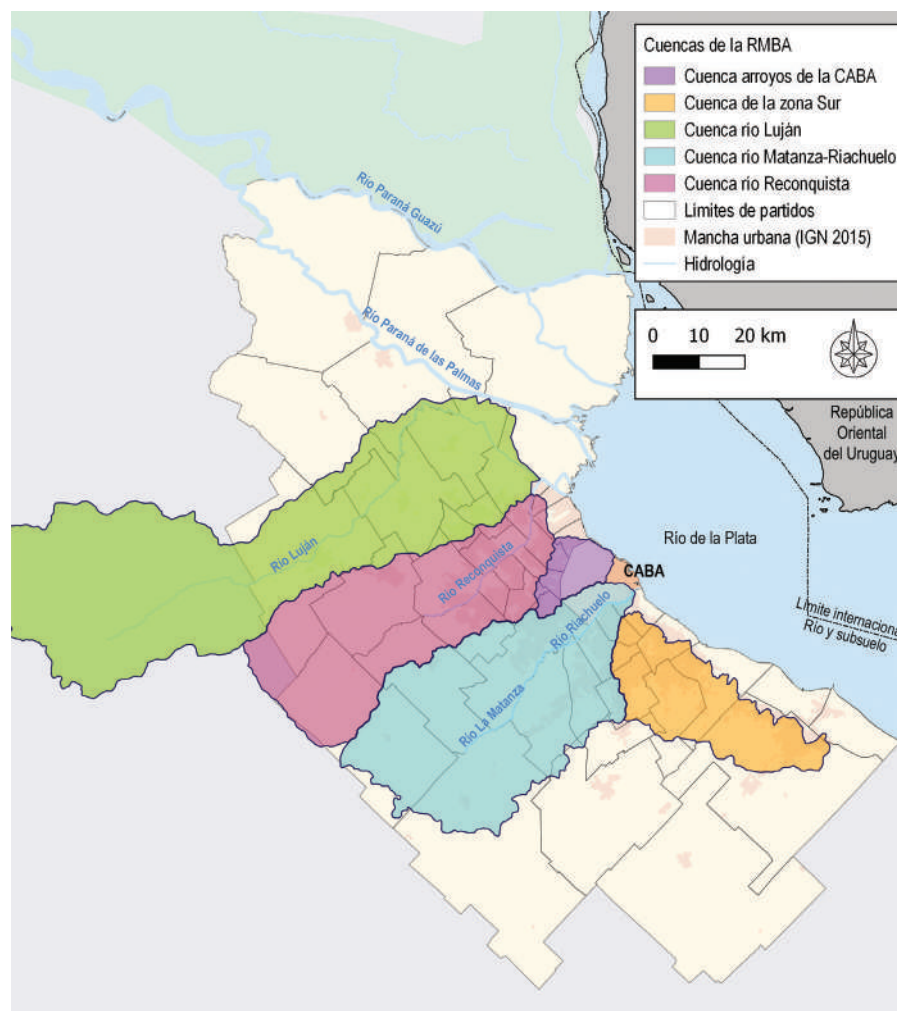 Cuencas de la RMBA
Cuenca arroyos de la CABA
Cuenca de la zona Sur
Cuenca río Luján
Cuenca río Matanza-Riachuelo
Cuenca río Reconquista
Límites de partidos
Mancha urbana (IGN 2015)
Hidrología
0 10 20 km
República
Oriental
del Uruguay
Río Paraná Guazú
Río Paraná de las Palmas
Río Luján
Río Reconquista
Río de la Plata
CABA
Río Riachuelo
Límite internaciona
Río y subsuelo
Río La Matanza